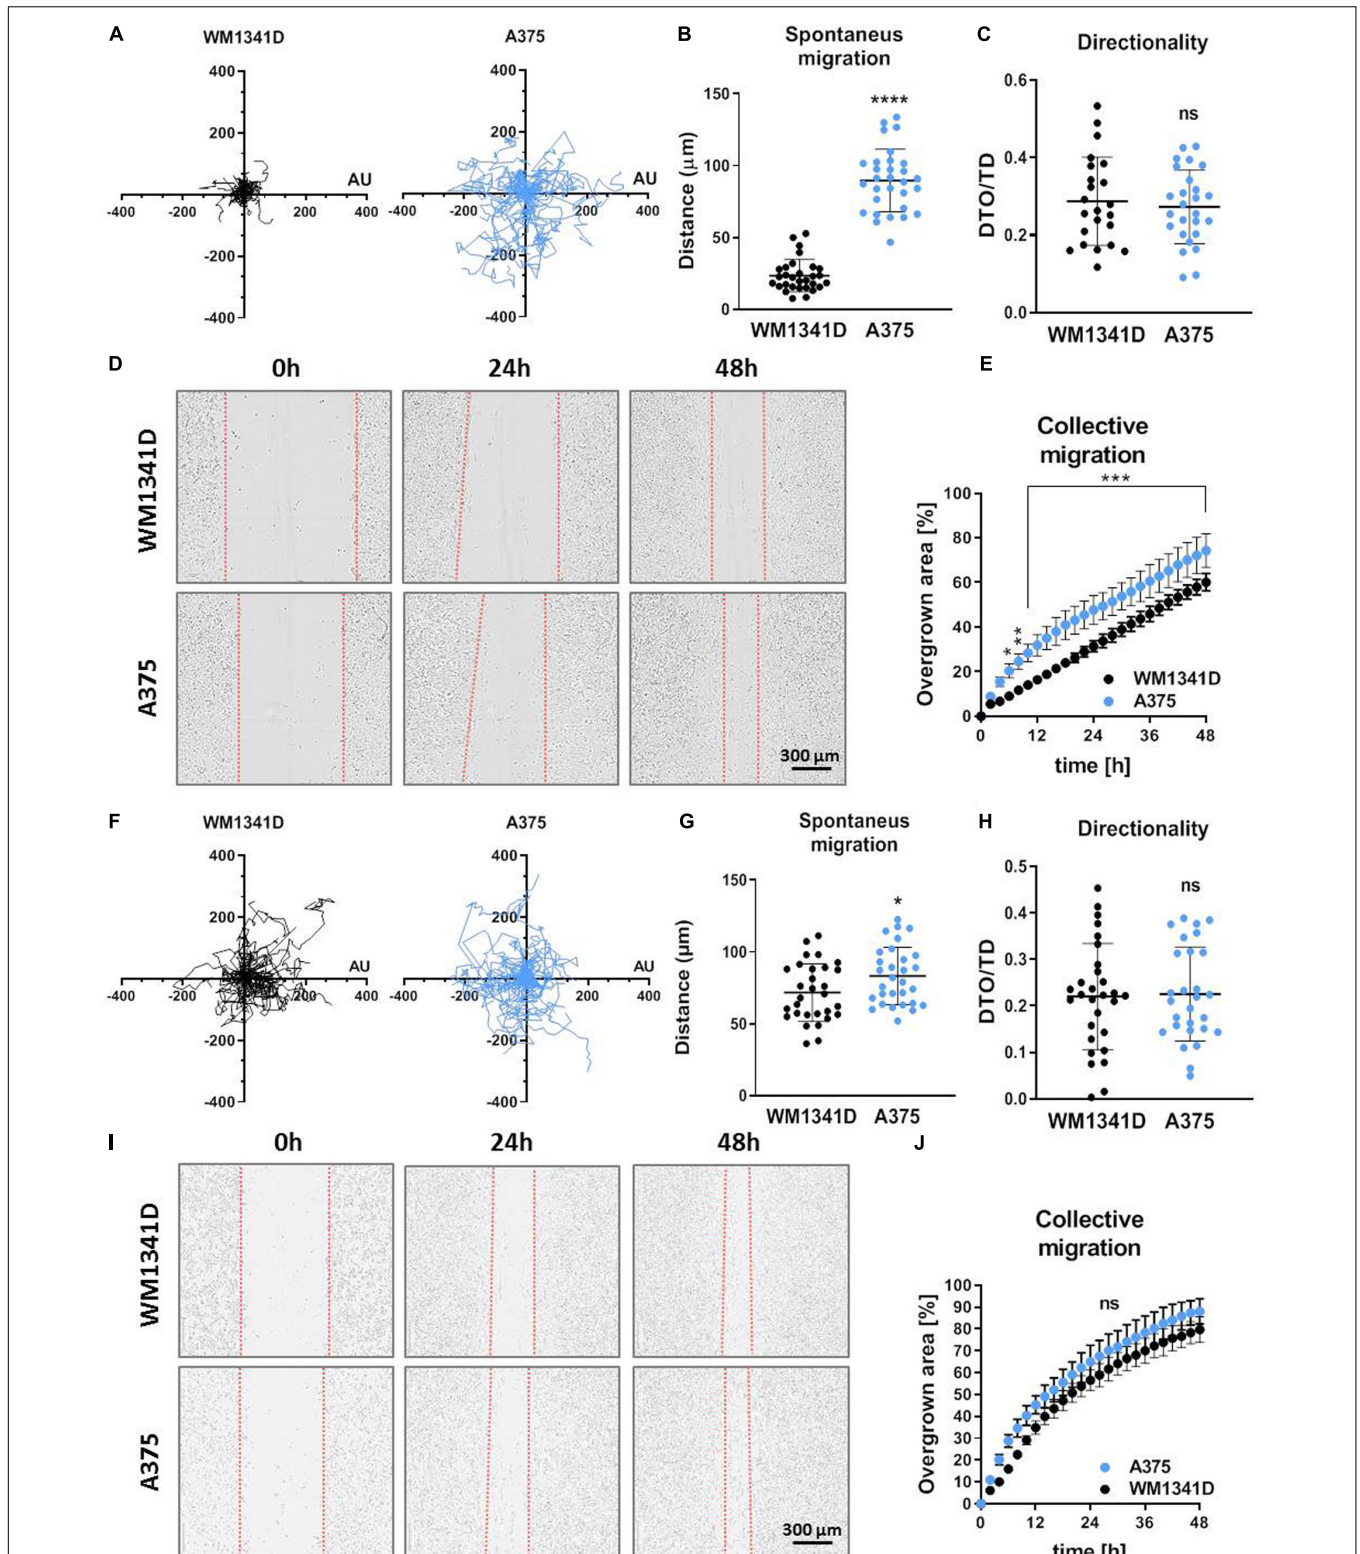 A
WM1341D
A375
400
200
-200
-400
-400
-200
200
400
AU
400
200
-200
-400
-400
-200
200
400
AU
B
Spontaneus
migration
****
150
100
50
0
Distance (µm)
WM1341D
A375
C
Directionality
ns
0.6
0.4
0.2
0.0
DTO/TD
WM1341D
A375
D
0h
24h
48h
WM1341D
A375
300 µm
E
Collective
migration
***
**
*
100
80
60
40
20
0
Overgrown area [%]
WM1341D
A375
0
12
24
36
48
time [h]
F
WM1341D
A375
400
200
-200
-400
-400
-200
200
400
AU
400
200
-200
-400
-400
-200
200
400
AU
G
Spontaneus
migration
*
150
100
50
0
Distance (µm)
WM1341D
A375
H
Directionality
ns
0.5
0.4
0.3
0.2
0.1
0.0
DTO/TD
WM1341D
A375
I
0h
24h
48h
WM1341D
A375
300 µm
J
Collective
migration
ns
100
90
80
70
60
50
40
30
20
10
0
Overgrown area [%]
A375
WM1341D
0
12
24
36
48
time [h]